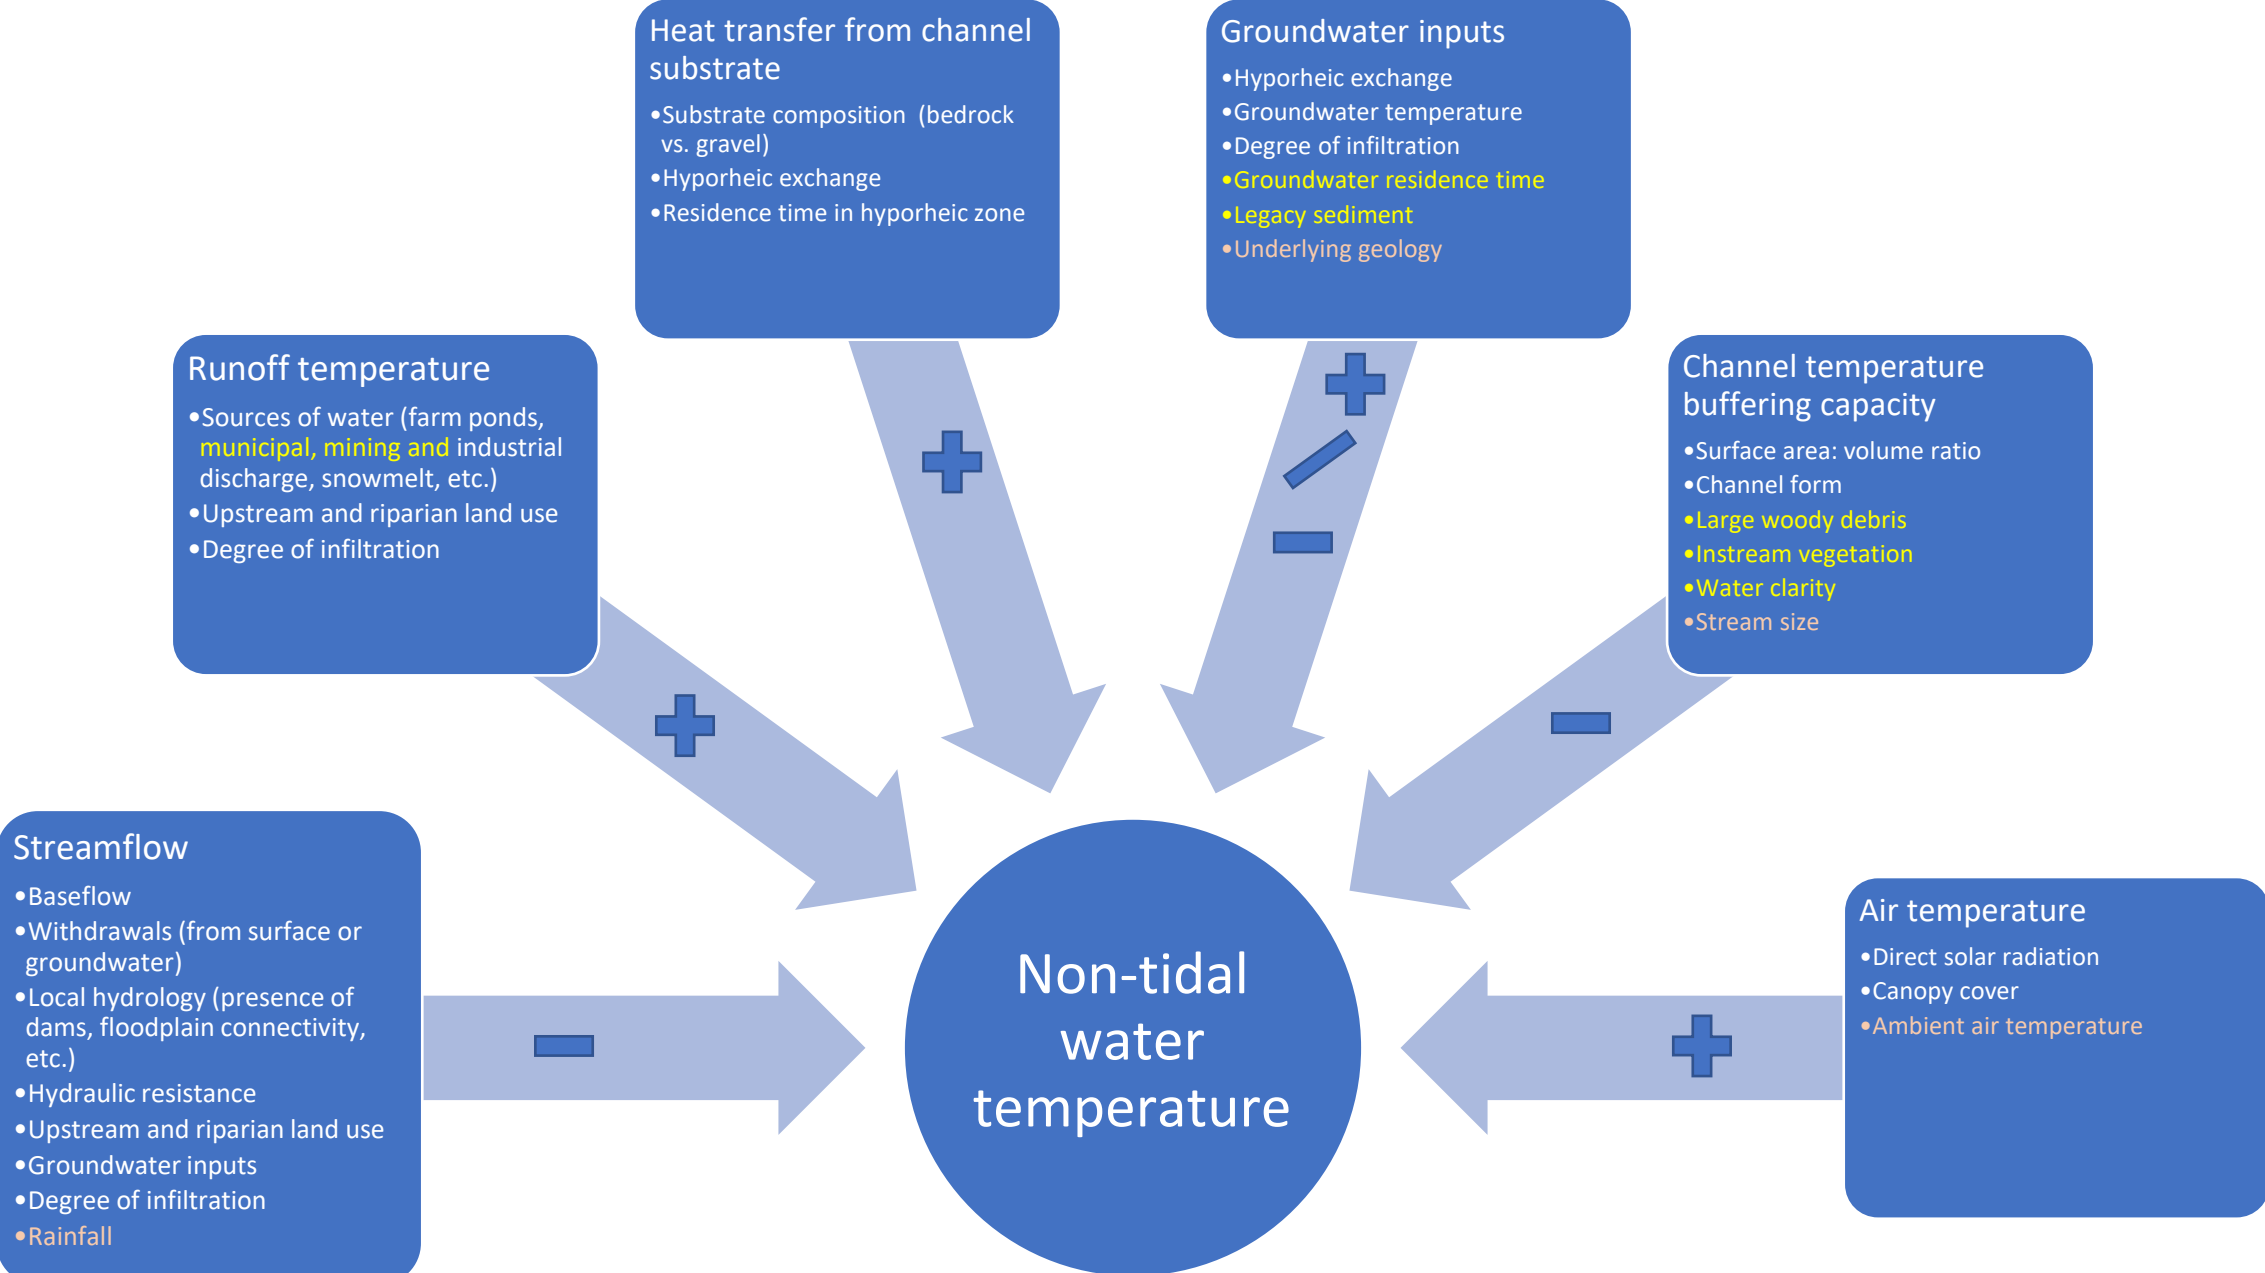 Heat transfer from channel
substrate
•Substrate composition  (bedrock
vs. gravel)
•Hyporheic exchange
•Residence time in hyporheic zone
Groundwater inputs
•Hyporheic exchange
•Groundwater temperature
•Degree of infiltration
•Groundwater residence time
•Legacy sediment
•Underlying geology
Runoff temperature
•Sources of water (farm ponds,
municipal, mining and industrial
discharge, snowmelt, etc.)
•Upstream and riparian land use
•Degree of infiltration
Channel temperature
buffering capacity
•Surface area: volume ratio
•Channel form
•Large woody debris
•Instream vegetation
•Water clarity
•Stream size
Streamflow
•Baseflow
•Withdrawals (from surface or
groundwater)
•Local hydrology (presence of
dams, floodplain connectivity,
etc.)
•Hydraulic resistance
•Upstream and riparian land use
•Groundwater inputs
•Degree of infiltration
•Rainfall
Non-tidal
water
temperature
Air temperature
•Direct solar radiation
•Canopy cover
•Ambient air temperature